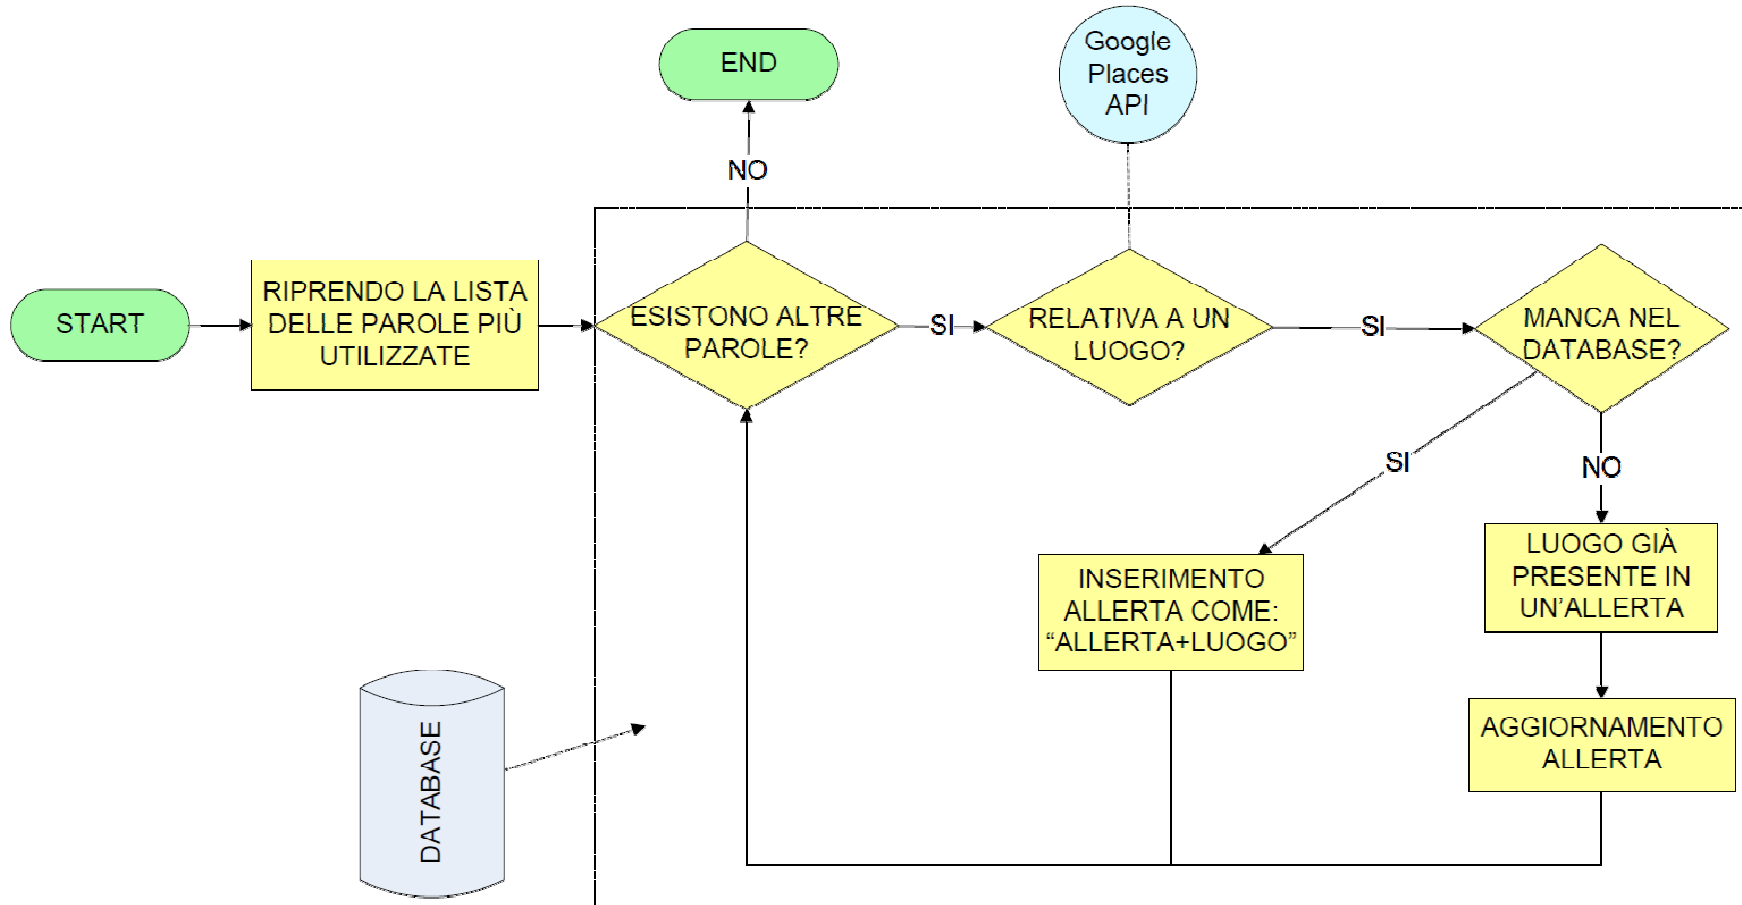 END
Google
Places
API
NO
START
RIPRENDO LA LISTA
DELLE PAROLE PIÙ
UTILIZZATE
ESISTONO ALTRE
PAROLE?
SI
RELATIVA A UN
LUOGO?
SI
MANCA NEL
DATABASE?
SI
NO
INSERIMENTO
ALLERTA COME:
“ALLERTA+LUOGO”
LUOGO GIÀ
PRESENTE IN
UN’ALLERTA
AGGIORNAMENTO
ALLERTA
DATABASE